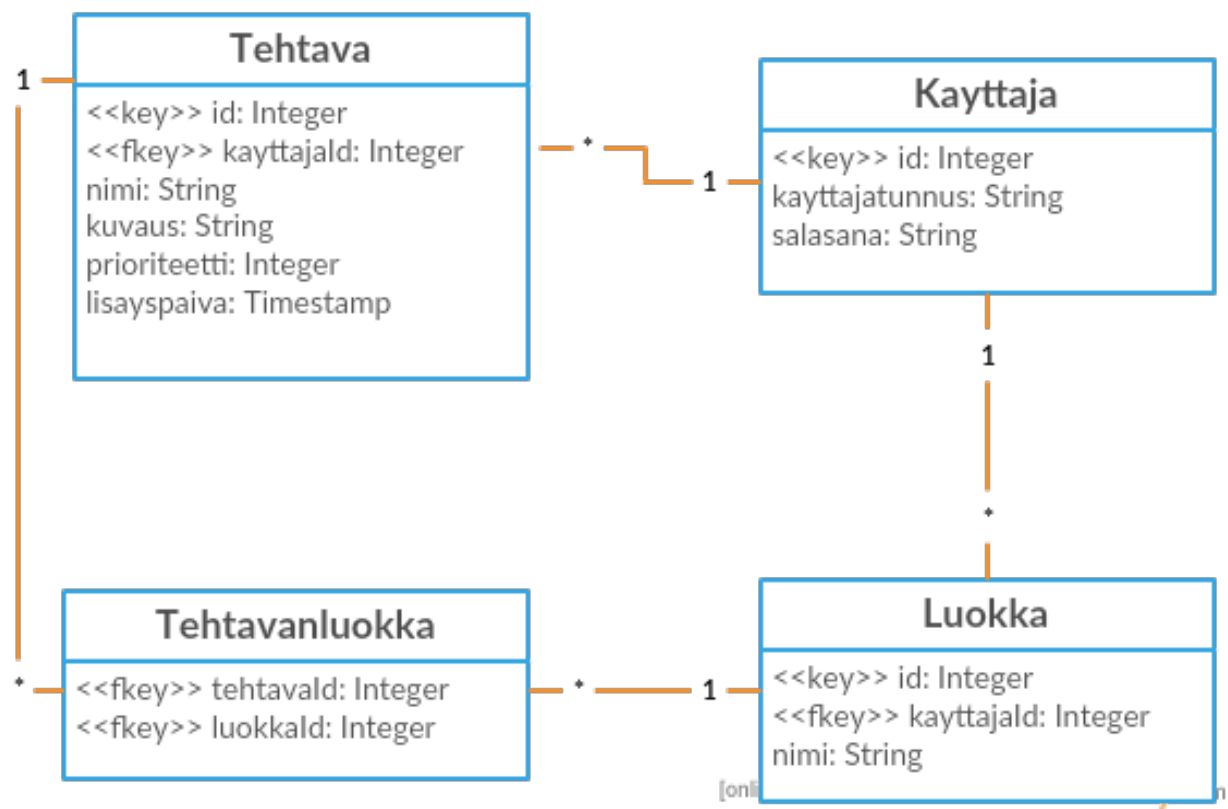 Tehtava
1
<<key>> id: Integer
<<fkey>> kayttajaId: Integer
nimi: String
kuvaus: String
prioriteetti: Integer
lisayspaiva: Timestamp
*
1
Kayttaja
<<key>> id: Integer
kayttajatunnus: String
salasana: String
1
*
Tehtavanluokka
*
<<fkey>> tehtavaId: Integer
<<fkey>> luokkaId: Integer
*
1
Luokka
<<key>> id: Integer
<<fkey>> kayttajaId: Integer
nimi: String